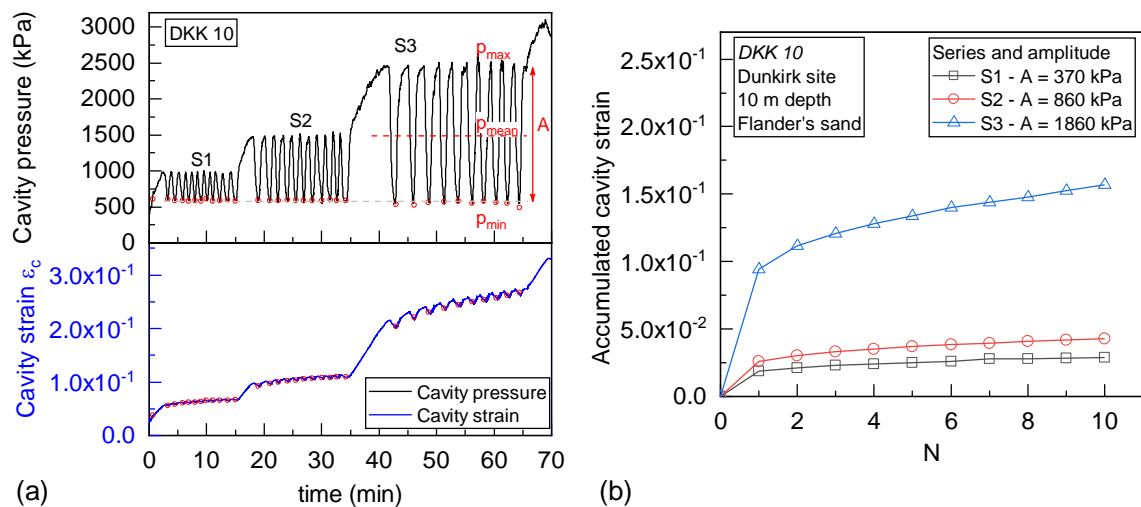 DKK 10
S1
S2
S3
p_max
p_mean
A
p_min
3000
2500
2000
1500
1000
500
0
Cavity pressure (kPa)
3.0x10^-1
2.0x10^-1
1.0x10^-1
0.0
Cavity strain ε_c
Cavity pressure
Cavity strain
0 10 20 30 40 50 60 70
time (min)
(a)
DKK 10
Dunkirk site
10 m depth
Flander's sand
Series and amplitude
S1 - A = 370 kPa
S2 - A = 860 kPa
S3 - A = 1860 kPa
2.5x10^-1
2.0x10^-1
1.5x10^-1
1.0x10^-1
5.0x10^-2
0.0
Accumulated cavity strain
0 2 4 6 8 10
N
(b)